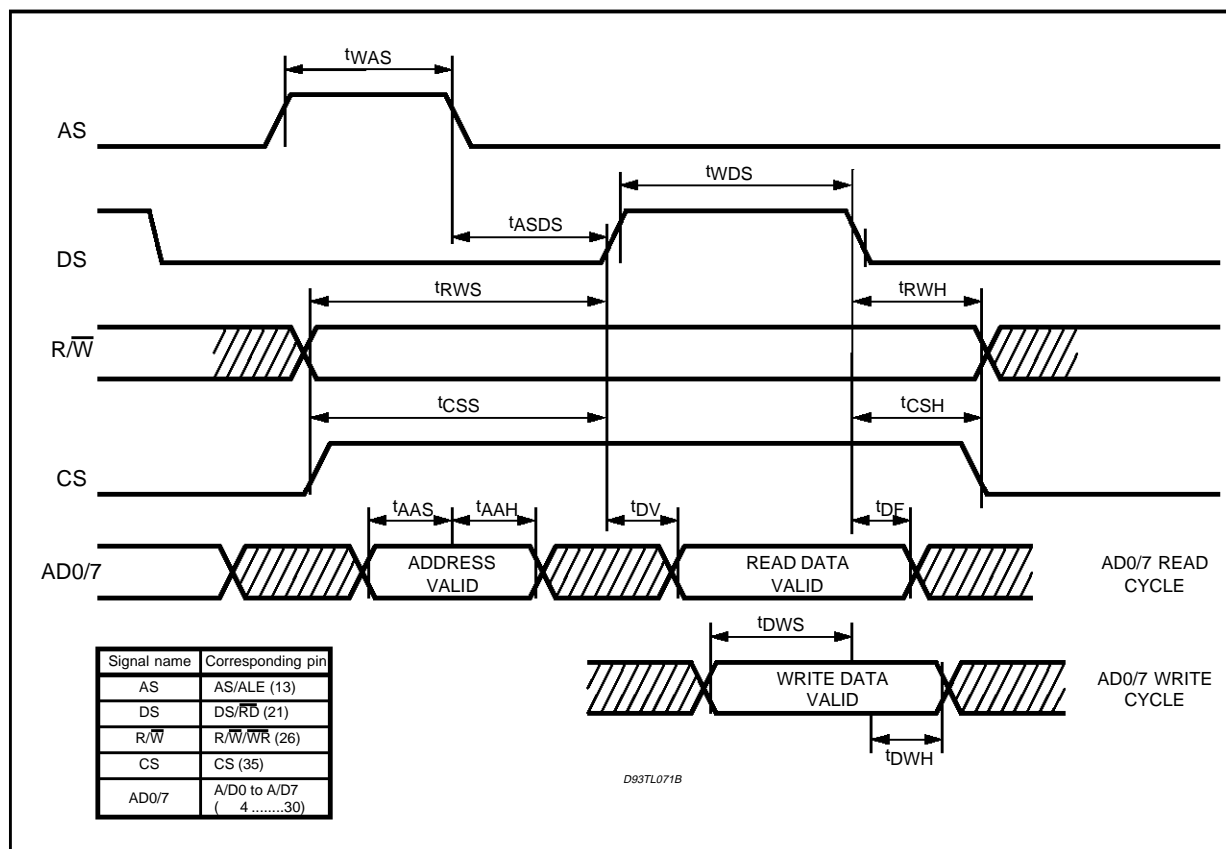 tWAS
AS
tWDS
tASDS
DS
tRWS
tRWH
R/W̅
tCSS
tCSH
CS
tAAS
tAAH
tDV
tDF
AD0/7
ADDRESS
VALID
READ DATA
VALID
AD0/7 READ
CYCLE
tDWS
WRITE DATA
VALID
AD0/7 WRITE
CYCLE
tDWH
Signal name Corresponding pin
AS AS/ALE (13)
DS DS/R̅D̅ (21)
R/W̅ R/W̅/W̅R̅ (26)
CS CS (35)
AD0/7 A/D0 to A/D7
( 4 ........30)
D93TL071B